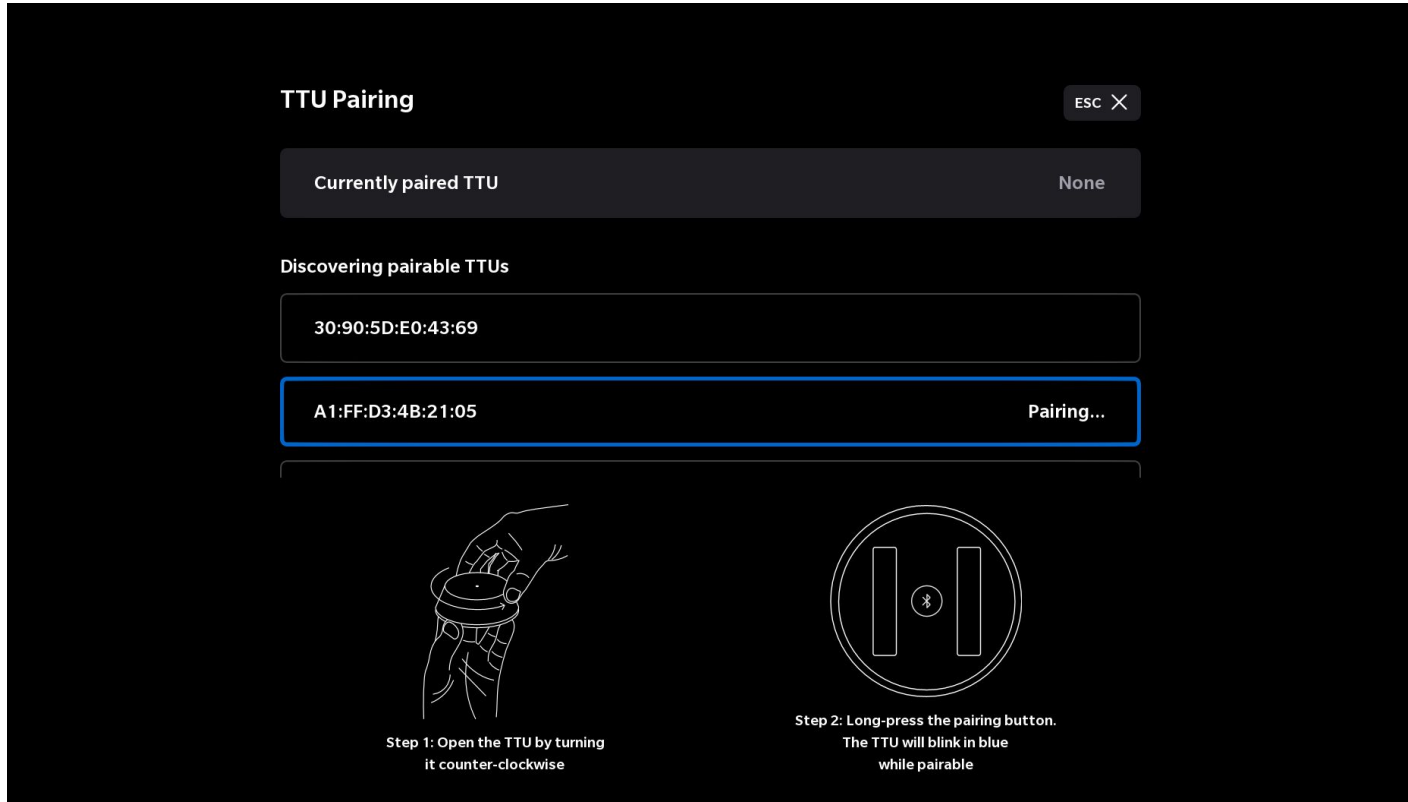 TTU Pairing
ESC
Currently paired TTU None
Discovering pairable TTUs
30:90:5D:E0:43:69
A1:FF:D3:4B:21:05 Pairing...
Step 1: Open the TTU by turning
it counter-clockwise
Step 2: Long-press the pairing button.
The TTU will blink in blue
while pairable